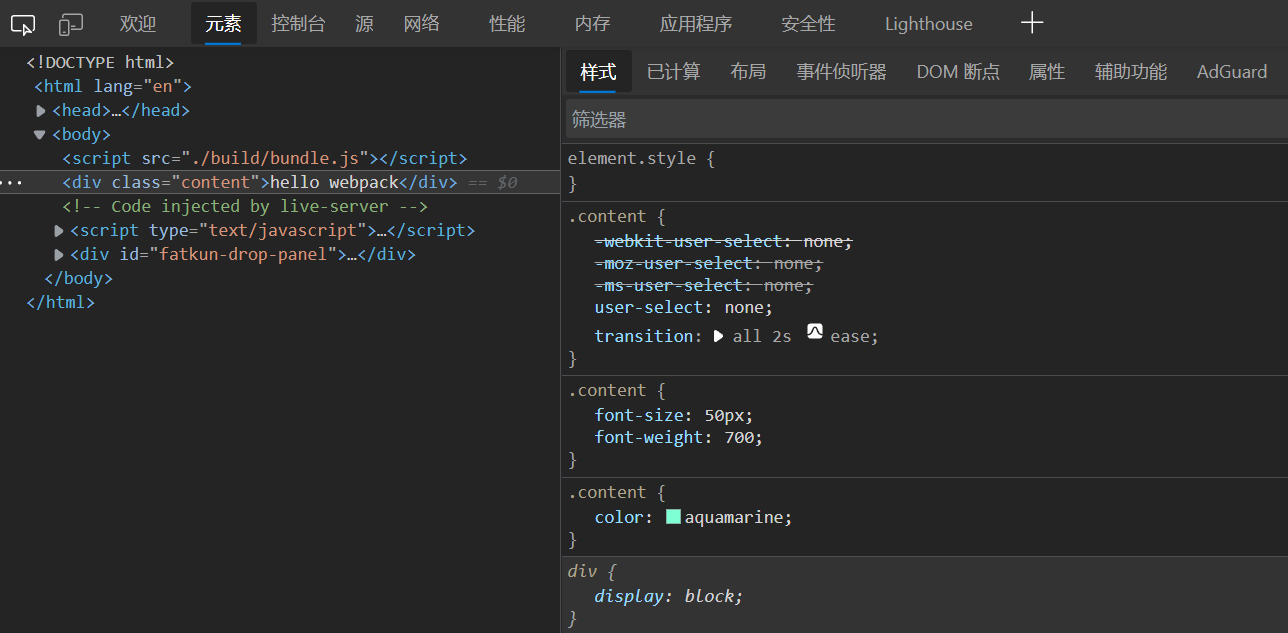 欢迎 元素 控制台 源 网络 性能 内存 应用程序 安全性 Lighthouse
<!DOCTYPE html>
<html lang="en">
<head>…</head>
<body>
<script src="./build/bundle.js"></script>
<div class="content">hello webpack</div> == $0
<!-- Code injected by live-server -->
<script type="text/javascript">…</script>
<div id="fatkun-drop-panel">…</div>
</body>
</html>
样式 已计算 布局 事件侦听器 DOM 断点 属性 辅助功能 AdGuard
筛选器
element.style {
}
.content {
-webkit-user-select: none;
-moz-user-select: none;
-ms-user-select: none;
user-select: none;
transition: all 2s ease;
}
.content {
font-size: 50px;
font-weight: 700;
}
.content {
color: aquamarine;
}
div {
display: block;
}